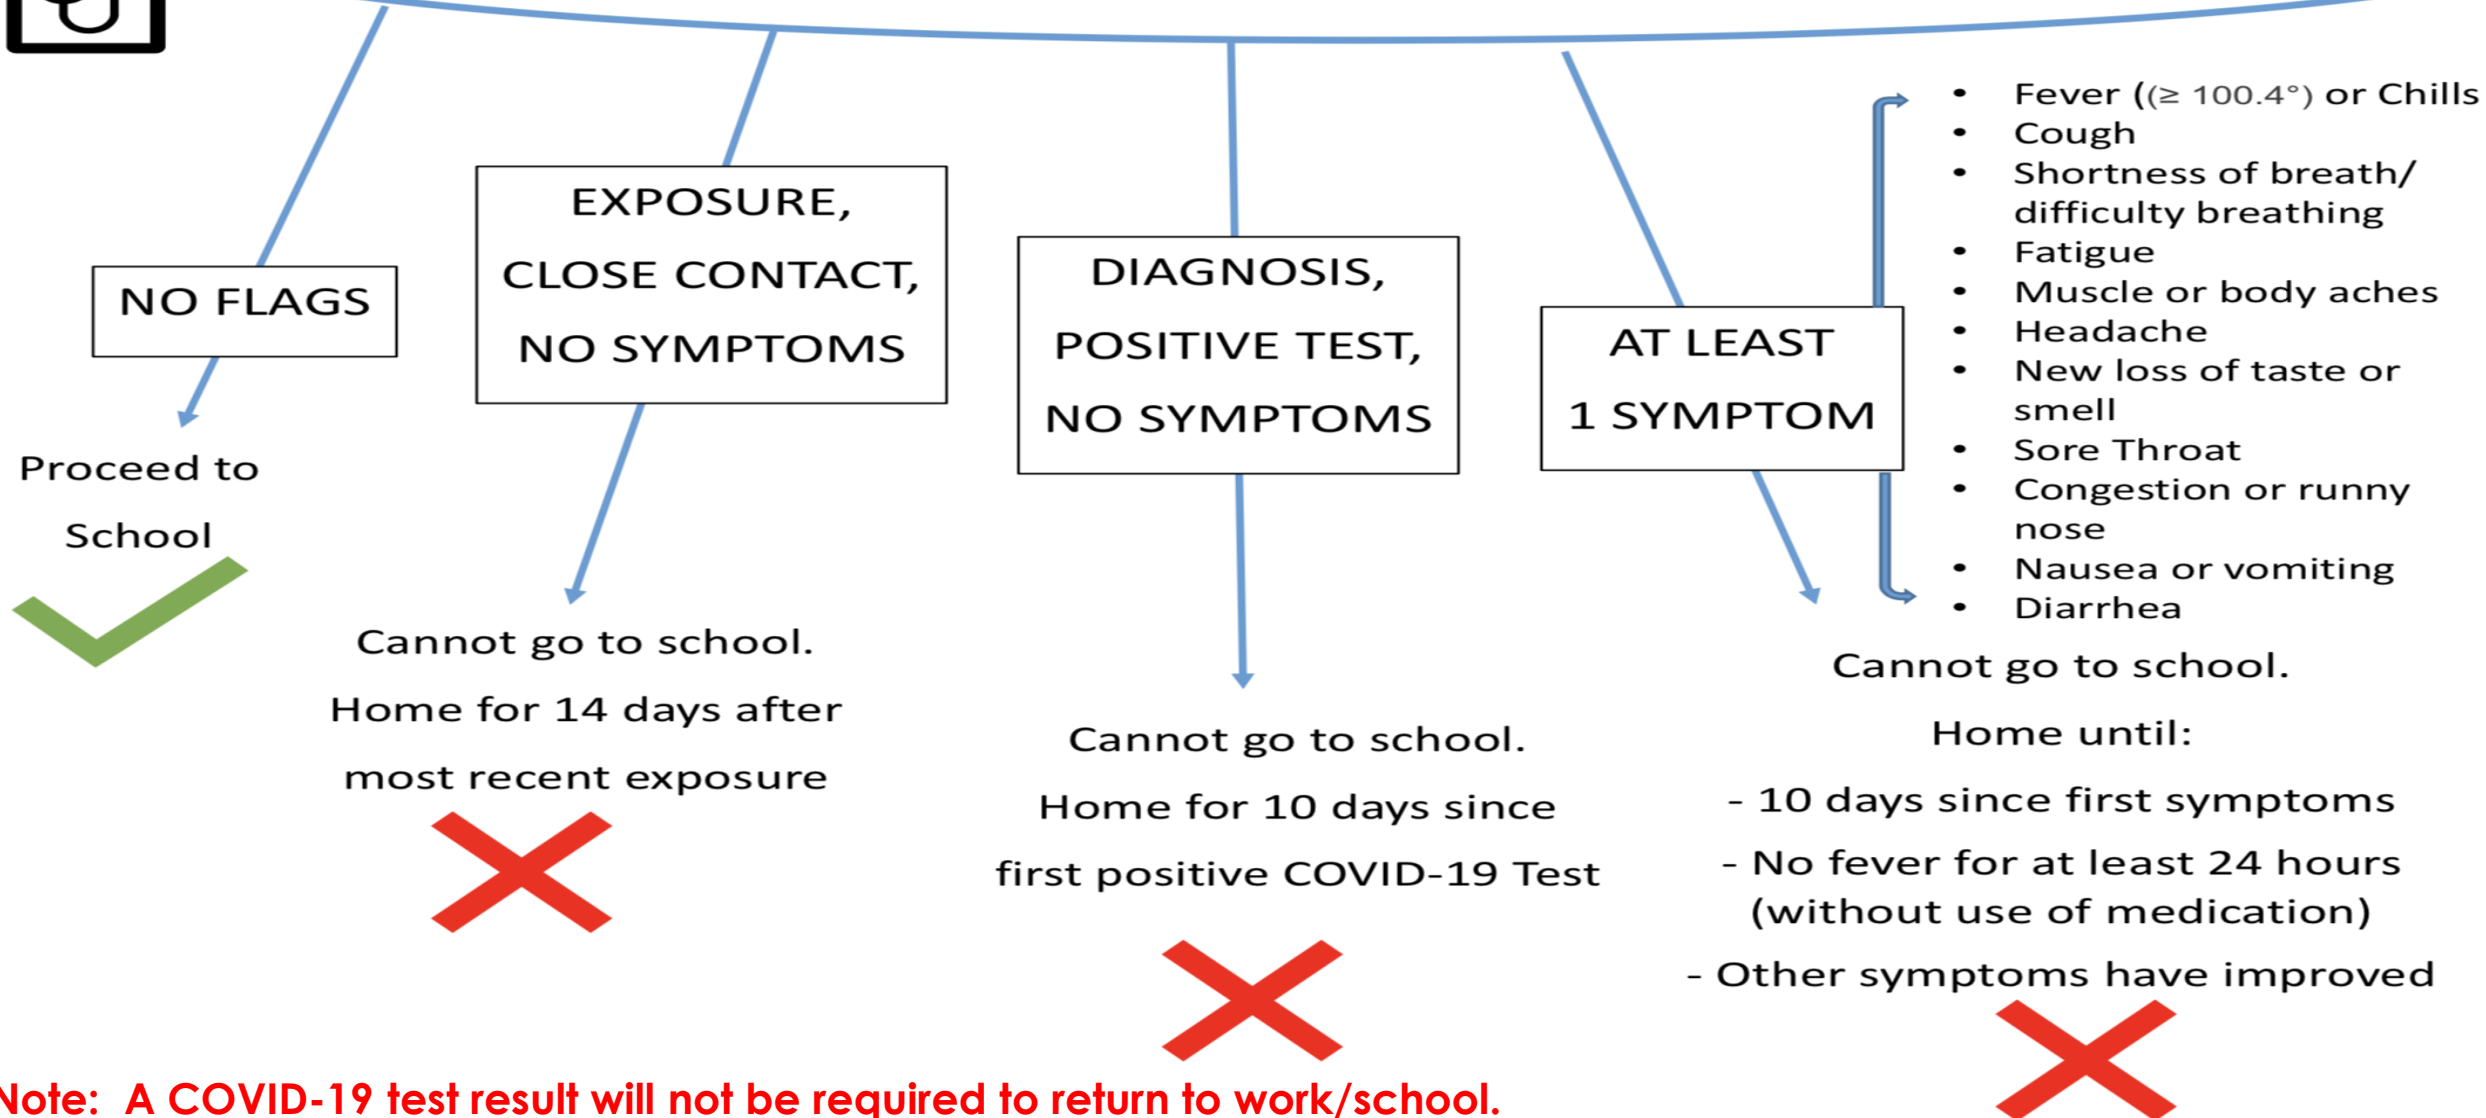 NO FLAGS
Proceed to
School
EXPOSURE,
CLOSE CONTACT,
NO SYMPTOMS
Cannot go to school.
Home for 14 days after
most recent exposure
DIAGNOSIS,
POSITIVE TEST,
NO SYMPTOMS
Cannot go to school.
Home for 10 days since
first positive COVID-19 Test
AT LEAST
1 SYMPTOM
• Fever ((≥ 100.4°) or Chills
• Cough
• Shortness of breath/
difficulty breathing
• Fatigue
• Muscle or body aches
• Headache
• New loss of taste or
smell
• Sore Throat
• Congestion or runny
nose
• Nausea or vomiting
• Diarrhea
Cannot go to school.
Home until:
- 10 days since first symptoms
- No fever for at least 24 hours
(without use of medication)
- Other symptoms have improved
Note: A COVID-19 test result will not be required to return to work/school.